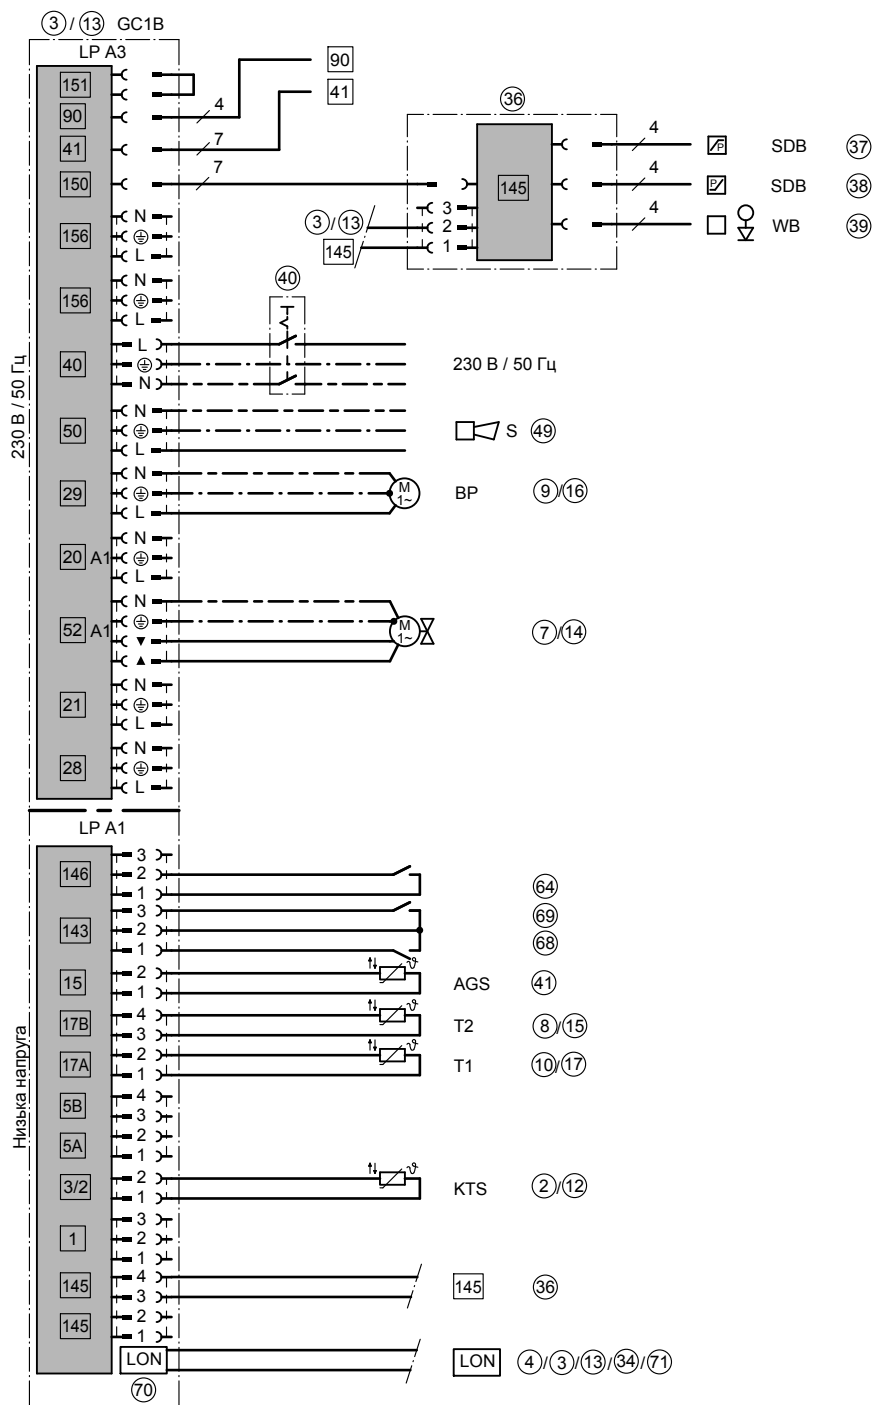 3 / 13 GC1B
LP A3
151
90
90
4
41
41
7
36
150
7
145
4
P
SDB
37
4
P
SDB
38
4
WB
39
3
2
1
3 / 13
145
156
N
L
156
N
L
40
40
L
N
230 В / 50 Гц
230 В / 50 Гц
50
N
L
S
49
29
N
L
M
1~
BP
9/16
20
A1
N
L
52
A1
N
▼
▲
M
1~
7/14
21
N
L
28
N
L
LP A1
Низька напруга
146
3
2
1
64
143
3
2
1
69
68
15
2
1
ϑ
AGS
41
17B
4
3
ϑ
T2
8/15
17A
2
1
ϑ
T1
10/17
5B
4
3
5A
2
1
3/2
2
1
ϑ
KTS
2/12
1
3
2
1
145
4
3
145
36
145
2
1
LON
LON
4/3/13/34/71
70